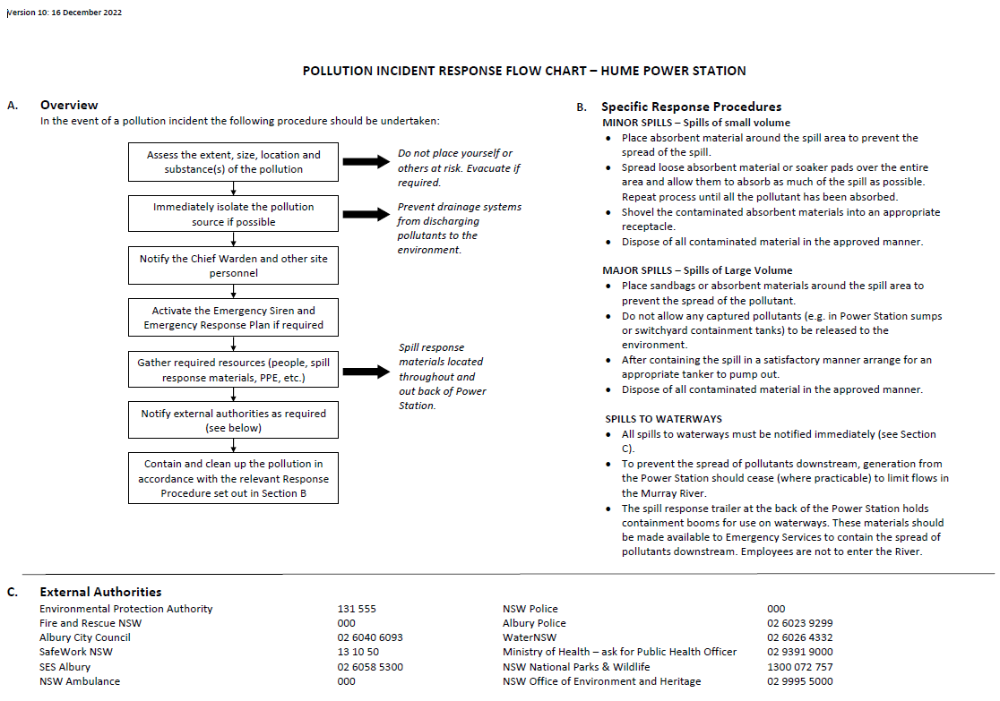 Version 10: 16 December 2022
POLLUTION INCIDENT RESPONSE FLOW CHART – HUME POWER STATION
A. Overview
In the event of a pollution incident the following procedure should be undertaken:
Assess the extent, size, location and
substance(s) of the pollution
Do not place yourself or
others at risk. Evacuate if
required.
Immediately isolate the pollution
source if possible
Prevent drainage systems
from discharging
pollutants to the
environment.
Notify the Chief Warden and other site
personnel
Activate the Emergency Siren and
Emergency Response Plan if required
Gather required resources (people, spill
response materials, PPE, etc.)
Spill response
materials located
throughout and
out back of Power
Station.
Notify external authorities as required
(see below)
Contain and clean up the pollution in
accordance with the relevant Response
Procedure set out in Section B
B. Specific Response Procedures
MINOR SPILLS – Spills of small volume
• Place absorbent material around the spill area to prevent the
spread of the spill.
• Spread loose absorbent material or soaker pads over the entire
area and allow them to absorb as much of the spill as possible.
Repeat process until all the pollutant has been absorbed.
• Shovel the contaminated absorbent materials into an appropriate
receptacle.
• Dispose of all contaminated material in the approved manner.
MAJOR SPILLS – Spills of Large Volume
• Place sandbags or absorbent materials around the spill area to
prevent the spread of the pollutant.
• Do not allow any captured pollutants (e.g. in Power Station sumps
or switchyard containment tanks) to be released to the
environment.
• After containing the spill in a satisfactory manner arrange for an
appropriate tanker to pump out.
• Dispose of all contaminated material in the approved manner.
SPILLS TO WATERWAYS
• All spills to waterways must be notified immediately (see Section
C).
• To prevent the spread of pollutants downstream, generation from
the Power Station should cease (where practicable) to limit flows in
the Murray River.
• The spill response trailer at the back of the Power Station holds
containment booms for use on waterways. These materials should
be made available to Emergency Services to contain the spread of
pollutants downstream. Employees are not to enter the River.
C. External Authorities
Environmental Protection Authority 131 555 NSW Police 000
Fire and Rescue NSW 000 Albury Police 02 6023 9299
Albury City Council 02 6040 6093 WaterNSW 02 6026 4332
SafeWork NSW 13 10 50 Ministry of Health – ask for Public Health Officer 02 9391 9000
SES Albury 02 6058 5300 NSW National Parks & Wildlife 1300 072 757
NSW Ambulance 000 NSW Office of Environment and Heritage 02 9995 5000